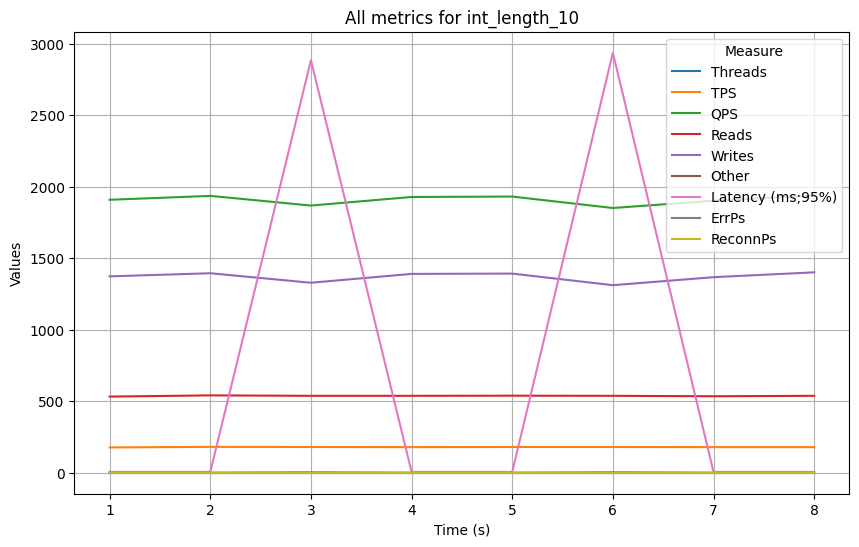 All metrics for int_length_10
3000
2500
2000
1500
1000
500
0
Values
Measure
Threads
TPS
QPS
Reads
Writes
Other
Latency (ms;95%)
ErrPs
ReconnPs
1 2 3 4 5 6 7 8
Time (s)